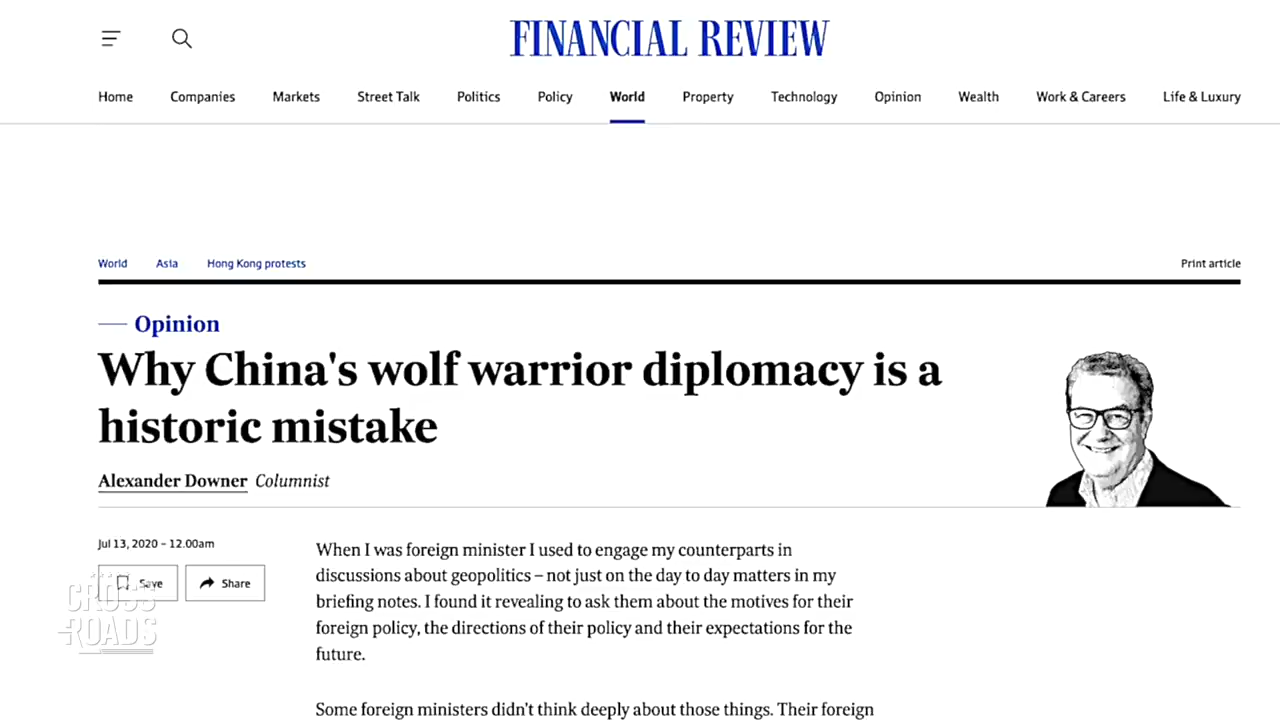 FINANCIAL REVIEW
Home Companies Markets Street Talk Politics Policy World Property Technology Opinion Wealth Work & Careers Life & Luxury
World Asia Hong Kong protests Print article
Opinion
Why China's wolf warrior diplomacy is a
historic mistake
Alexander Downer Columnist
Jul 13, 2020 – 12.00am
Save Share
When I was foreign minister I used to engage my counterparts in
discussions about geopolitics – not just on the day to day matters in my
briefing notes. I found it revealing to ask them about the motives for their
foreign policy, the directions of their policy and their expectations for the
future.
Some foreign ministers didn't think deeply about those things. Their foreign
CROSS
ROADS